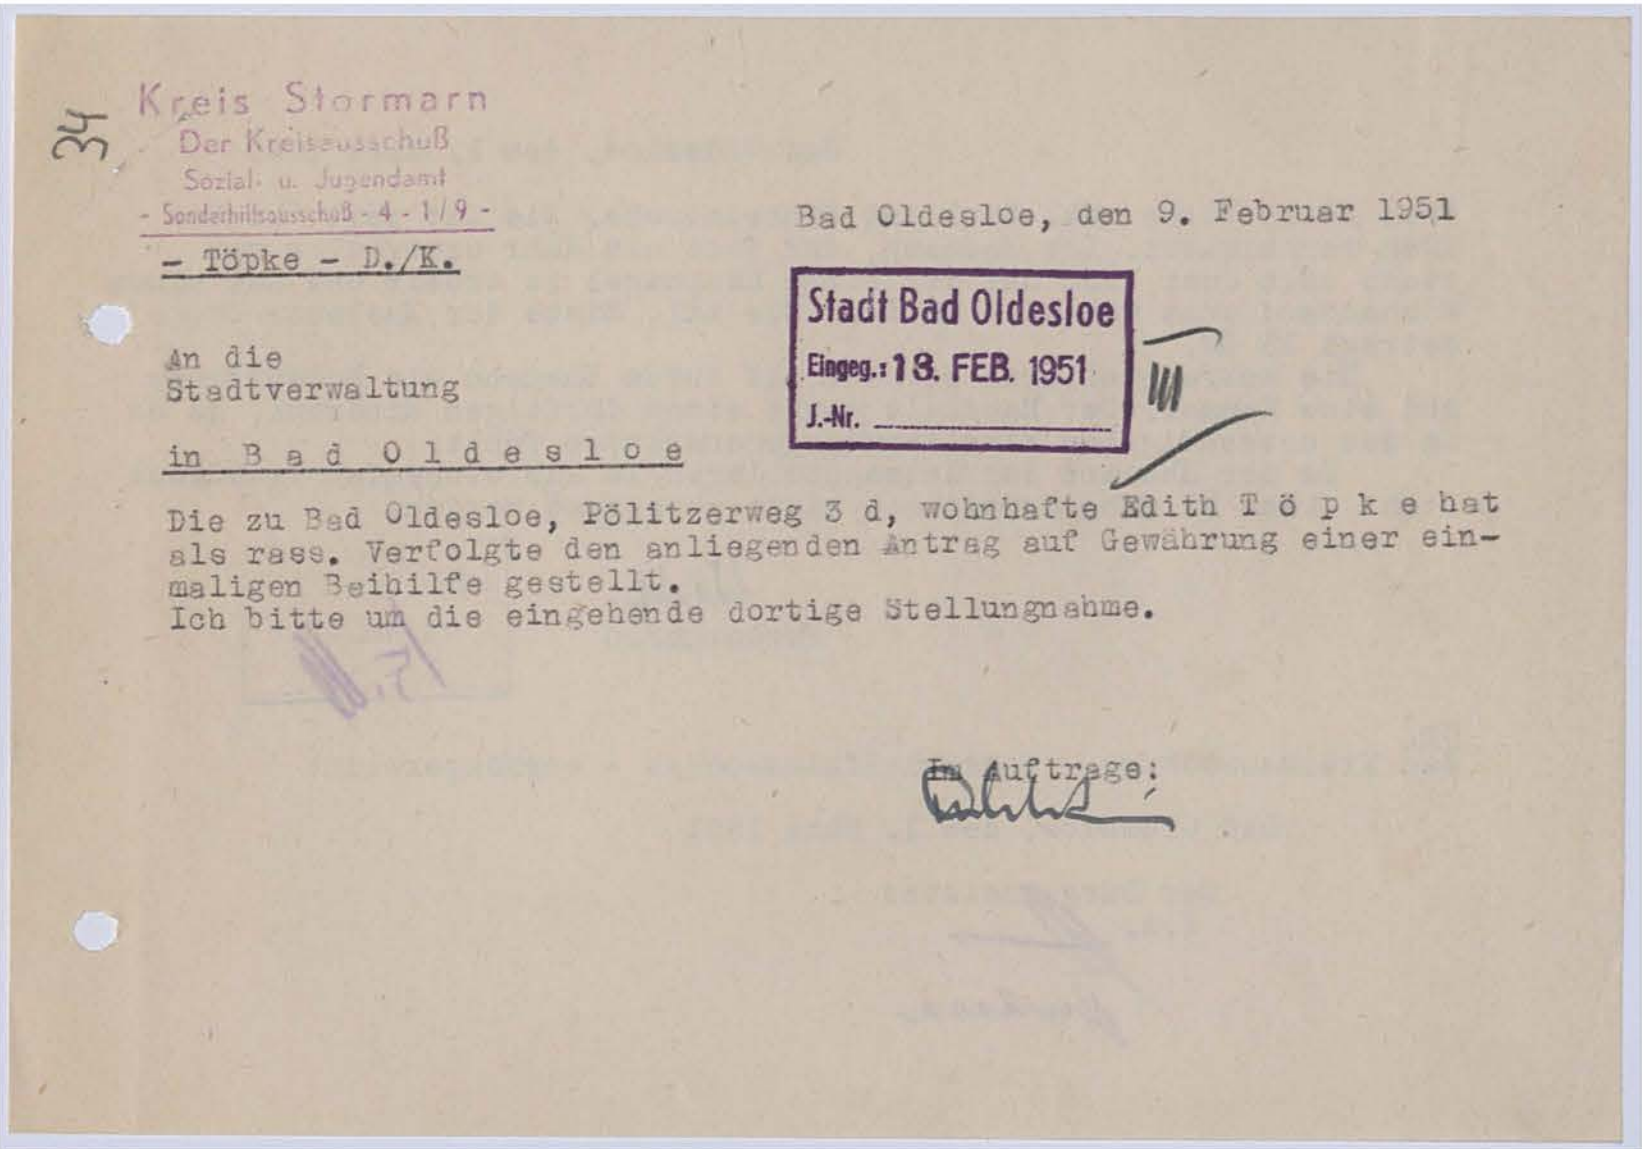 34
Kreis Stormarn
Der Kreisausschuß
Sozial- u. Jugendamt
- Sonderhilfsausschuß - 4 - 1/9 -
- Töpke - D./K.
Bad Oldesloe, den 9. Februar 1951
Stadt Bad Oldesloe
Eingeg.: 13. FEB. 1951
J.-Nr.
III
An die
Stadtverwaltung
in Bad Oldesloe
Die zu Bad Oldesloe, Pölitzerweg 3 d, wohnhafte Edith Töpke hat
als rass. Verfolgte den anliegenden Antrag auf Gewährung einer ein-
maligen Beihilfe gestellt.
Ich bitte um die eingehende dortige Stellungnahme.
Im Auftrage: